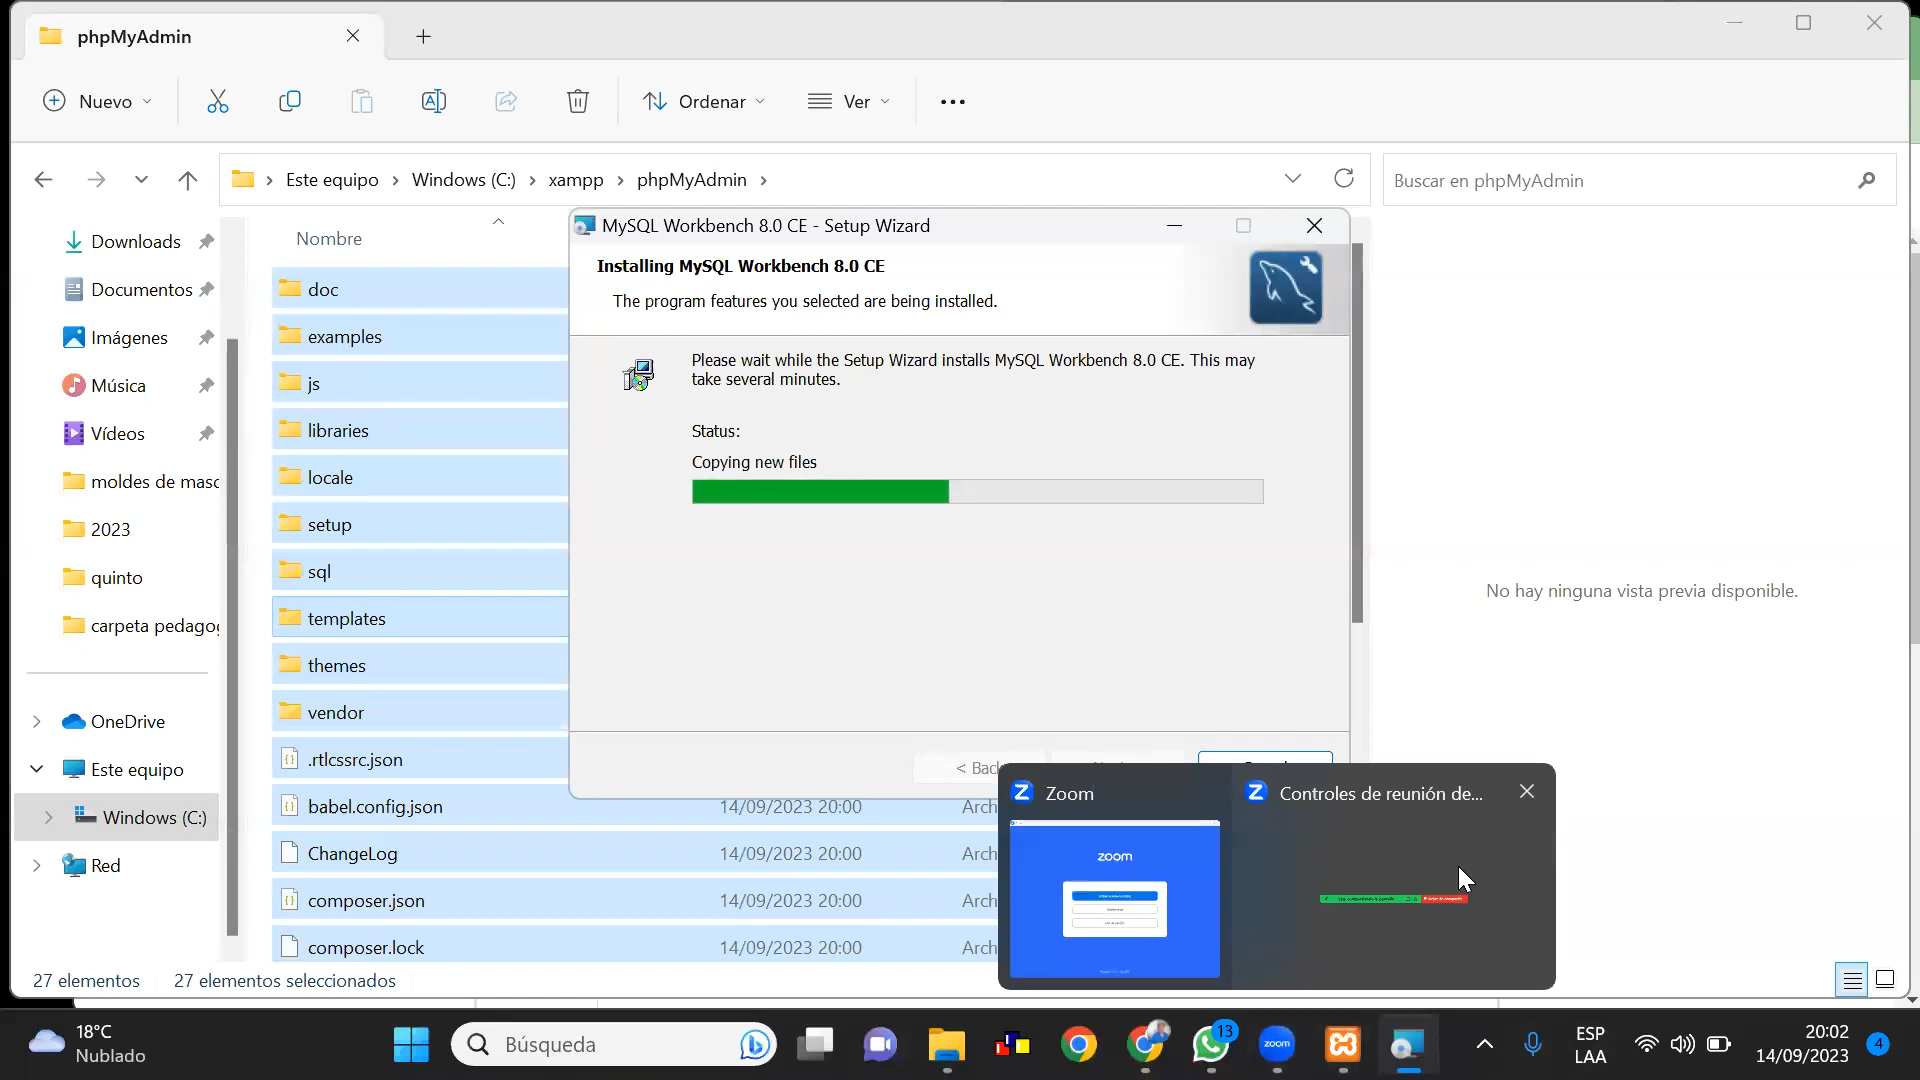 phpMyAdmin
Nuevo
Ordenar
Ver
Este equipo
Windows (C:)
xampp
phpMyAdmin
Buscar en phpMyAdmin
Downloads
Documentos
Imágenes
Música
Vídeos
moldes de masc
2023
quinto
carpeta pedagog
OneDrive
Este equipo
Windows (C:)
Red
Nombre
doc
examples
js
libraries
locale
setup
sql
templates
themes
vendor
.rtlcssrc.json
babel.config.json 14/09/2023 20:00
ChangeLog 14/09/2023 20:00 Arch
composer.json 14/09/2023 20:00 Arch
composer.lock 14/09/2023 20:00 Arch
MySQL Workbench 8.0 CE - Setup Wizard
Installing MySQL Workbench 8.0 CE
The program features you selected are being installed.
Please wait while the Setup Wizard installs MySQL Workbench 8.0 CE. This may
take several minutes.
Status:
Copying new files
< Back
No hay ninguna vista previa disponible.
Zoom
Controles de reunión de...
zoom
27 elementos
27 elementos seleccionados
18°C
Nublado
Búsqueda
13
zoom
ESP
LAA
20:02
14/09/2023
4